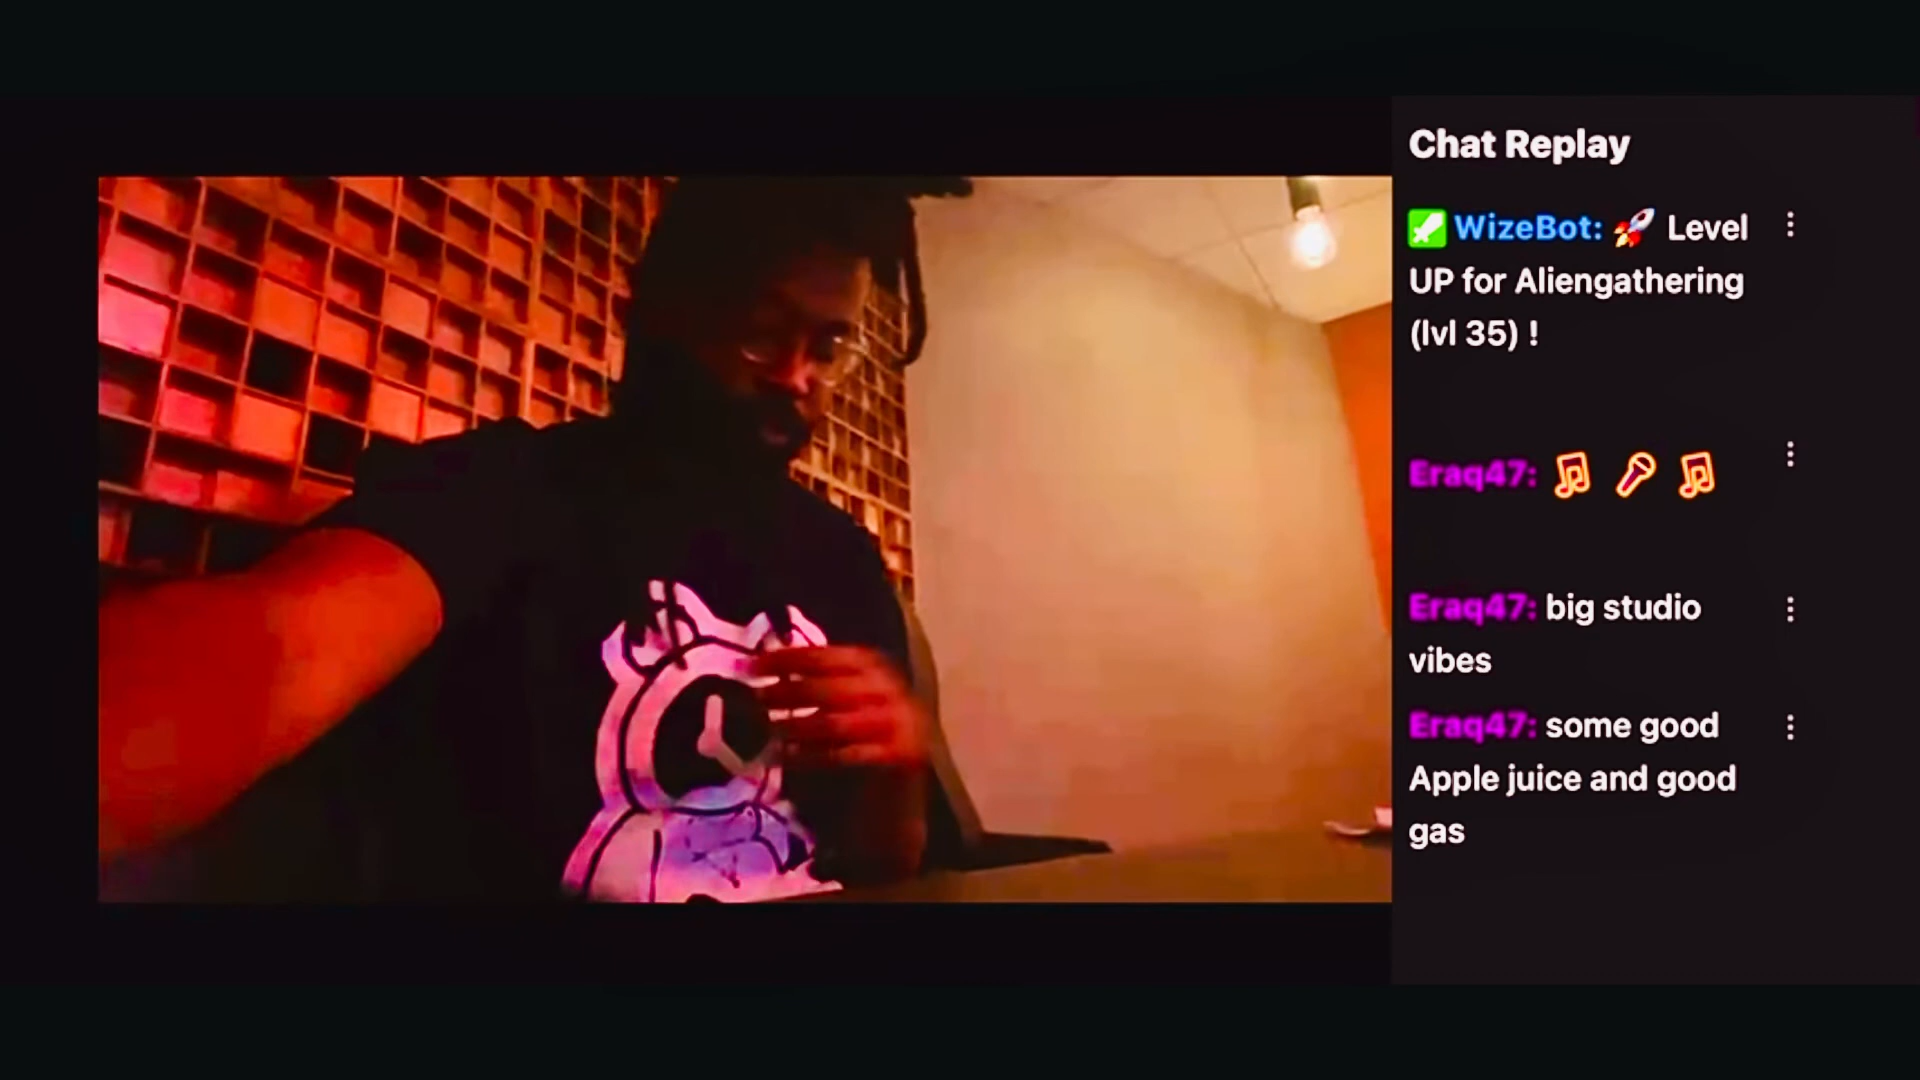 Chat Replay
WizeBot: 🚀 Level
UP for Aliengathering
(lvl 35) !
Eraq47: 🎵 🎤 🎵
Eraq47: big studio
vibes
Eraq47: some good
Apple juice and good
gas